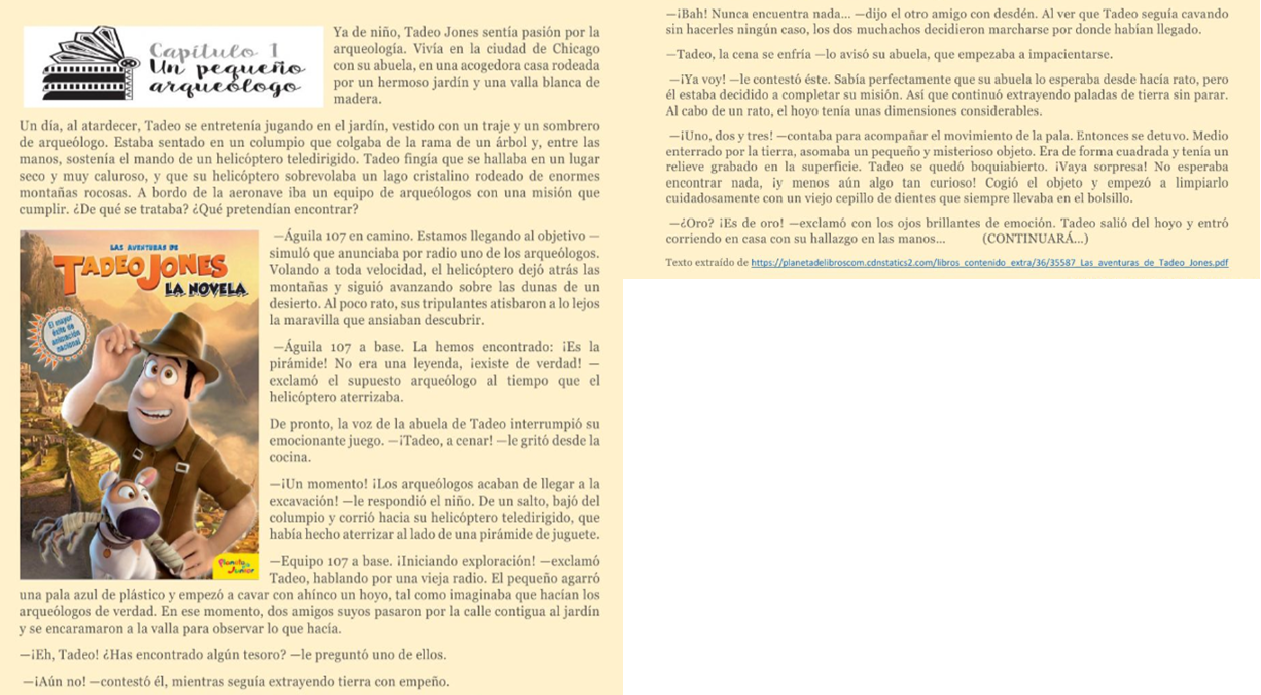 Capítulo 1
Un pequeño
arqueólogo
Ya de niño, Tadeo Jones sentía pasión por la
arqueología. Vivía en la ciudad de Chicago
con su abuela, en una acogedora casa rodeada
por un hermoso jardín y una valla blanca de
madera.
Un día, al atardecer, Tadeo se entretenía jugando en el jardín, vestido con un traje y un sombrero
de arqueólogo. Estaba sentado en un columpio que colgaba de la rama de un árbol y, entre las
manos, sostenía el mando de un helicóptero teledirigido. Tadeo fingía que se hallaba en un lugar
seco y muy caluroso, y que su helicóptero sobrevolaba un lago cristalino rodeado de enormes
montañas rocosas. A bordo de la aeronave iba un equipo de arqueólogos con una misión que
cumplir. ¿De qué se trataba? ¿Qué pretendían encontrar?
LAS AVENTURAS DE
TADEO JONES
LA NOVELA
El mayor
éxito de
animación
nacional
Planeta
Junior
—Águila 107 en camino. Estamos llegando al objetivo —
simuló que anunciaba por radio uno de los arqueólogos.
Volando a toda velocidad, el helicóptero dejó atrás las
montañas y siguió avanzando sobre las dunas de un
desierto. Al poco rato, sus tripulantes atisbaron a lo lejos
la maravilla que ansiaban descubrir.
—Águila 107 a base. La hemos encontrado: ¡Es la
pirámide! No era una leyenda, ¡existe de verdad! —
exclamó el supuesto arqueólogo al tiempo que el
helicóptero aterrizaba.
De pronto, la voz de la abuela de Tadeo interrumpió su
emocionante juego. —¡Tadeo, a cenar! —le gritó desde la
cocina.
—¡Un momento! ¡Los arqueólogos acaban de llegar a la
excavación! —le respondió el niño. De un salto, bajó del
columpio y corrió hacia su helicóptero teledirigido, que
había hecho aterrizar al lado de una pirámide de juguete.
—Equipo 107 a base. ¡Iniciando exploración! —exclamó
Tadeo, hablando por una vieja radio. El pequeño agarró
una pala azul de plástico y empezó a cavar con ahínco un hoyo, tal como imaginaba que hacían los
arqueólogos de verdad. En ese momento, dos amigos suyos pasaron por la calle contigua al jardín
y se encaramaron a la valla para observar lo que hacía.
—¡Eh, Tadeo! ¿Has encontrado algún tesoro? —le preguntó uno de ellos.
—¡Aún no! —contestó él, mientras seguía extrayendo tierra con empeño.
—¡Bah! Nunca encuentra nada... —dijo el otro amigo con desdén. Al ver que Tadeo seguía cavando
sin hacerles ningún caso, los dos muchachos decidieron marcharse por donde habían llegado.
—Tadeo, la cena se enfría —lo avisó su abuela, que empezaba a impacientarse.
—¡Ya voy! —le contestó éste. Sabía perfectamente que su abuela lo esperaba desde hacía rato, pero
él estaba decidido a completar su misión. Así que continuó extrayendo paladas de tierra sin parar.
Al cabo de un rato, el hoyo tenía unas dimensiones considerables.
—¡Uno, dos y tres! —contaba para acompañar el movimiento de la pala. Entonces se detuvo. Medio
enterrado por la tierra, asomaba un pequeño y misterioso objeto. Era de forma cuadrada y tenía un
relieve grabado en la superficie. Tadeo se quedó boquiabierto. ¡Vaya sorpresa! No esperaba
encontrar nada, ¡y menos aún algo tan curioso! Cogió el objeto y empezó a limpiarlo
cuidadosamente con un viejo cepillo de dientes que siempre llevaba en el bolsillo.
—¿Oro? ¡Es de oro! —exclamó con los ojos brillantes de emoción. Tadeo salió del hoyo y entró
corriendo en casa con su hallazgo en las manos... (CONTINUARÁ...)
Texto extraído de https://planetadelibroscom.cdnstatics2.com/libros_contenido_extra/36/35587_Las_aventuras_de_Tadeo_Jones.pdf